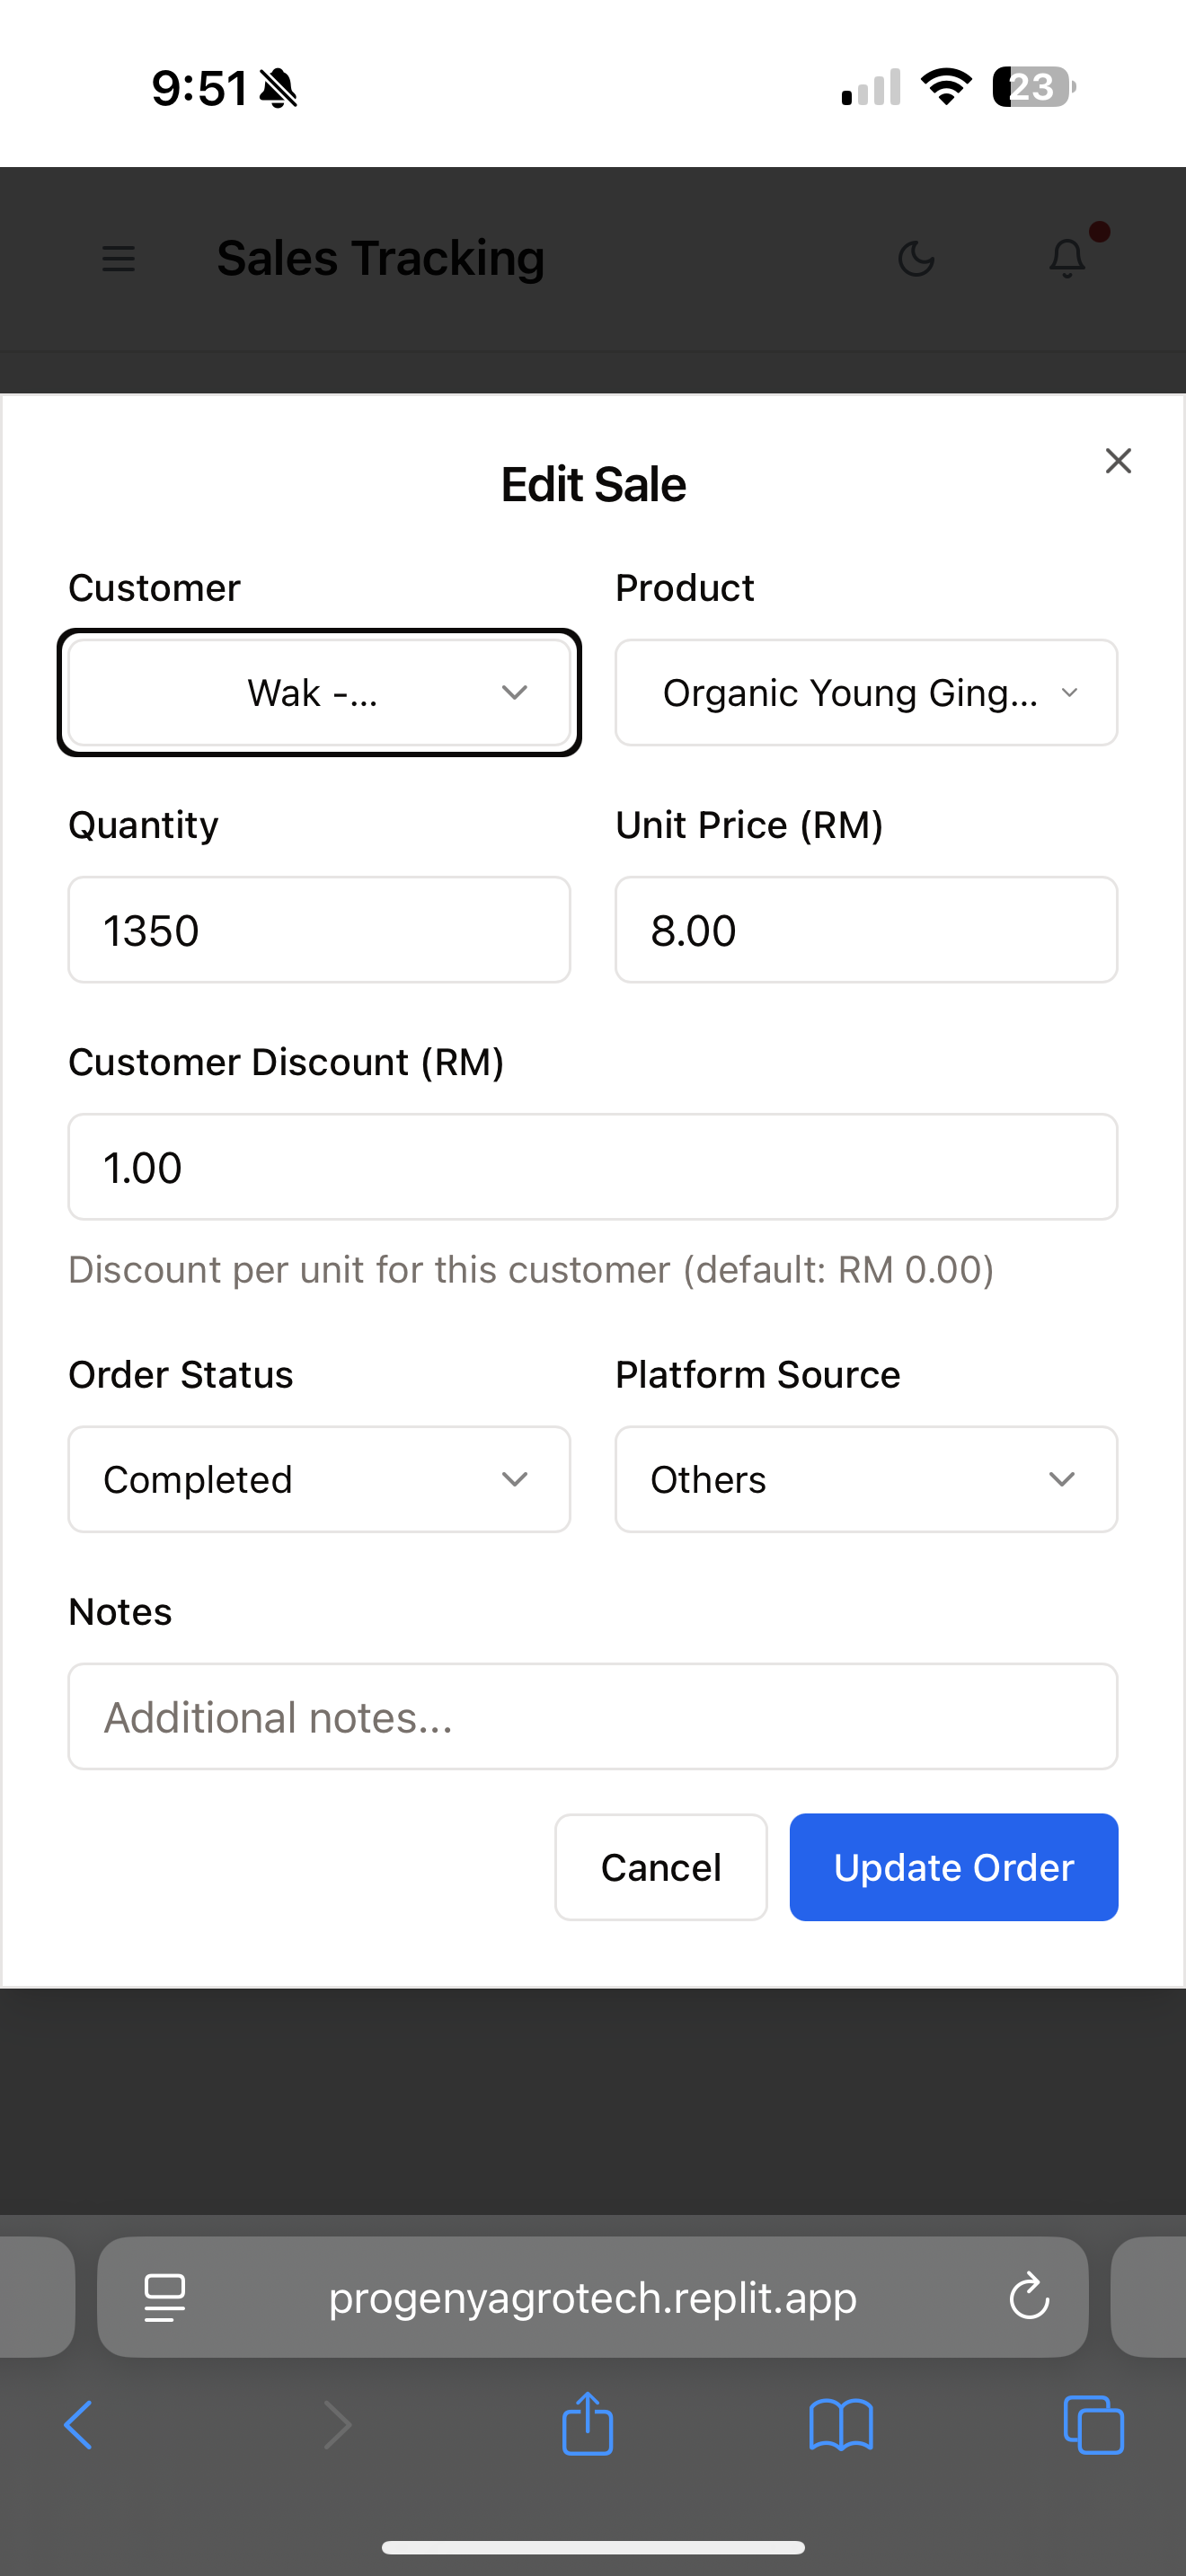 9:51
23
Sales Tracking
Edit Sale
Customer
Product
Wak -...
Organic Young Ging...
Quantity
Unit Price (RM)
1350
8.00
Customer Discount (RM)
1.00
Discount per unit for this customer (default: RM 0.00)
Order Status
Platform Source
Completed
Others
Notes
Additional notes...
Cancel
Update Order
progenyagrotech.replit.app